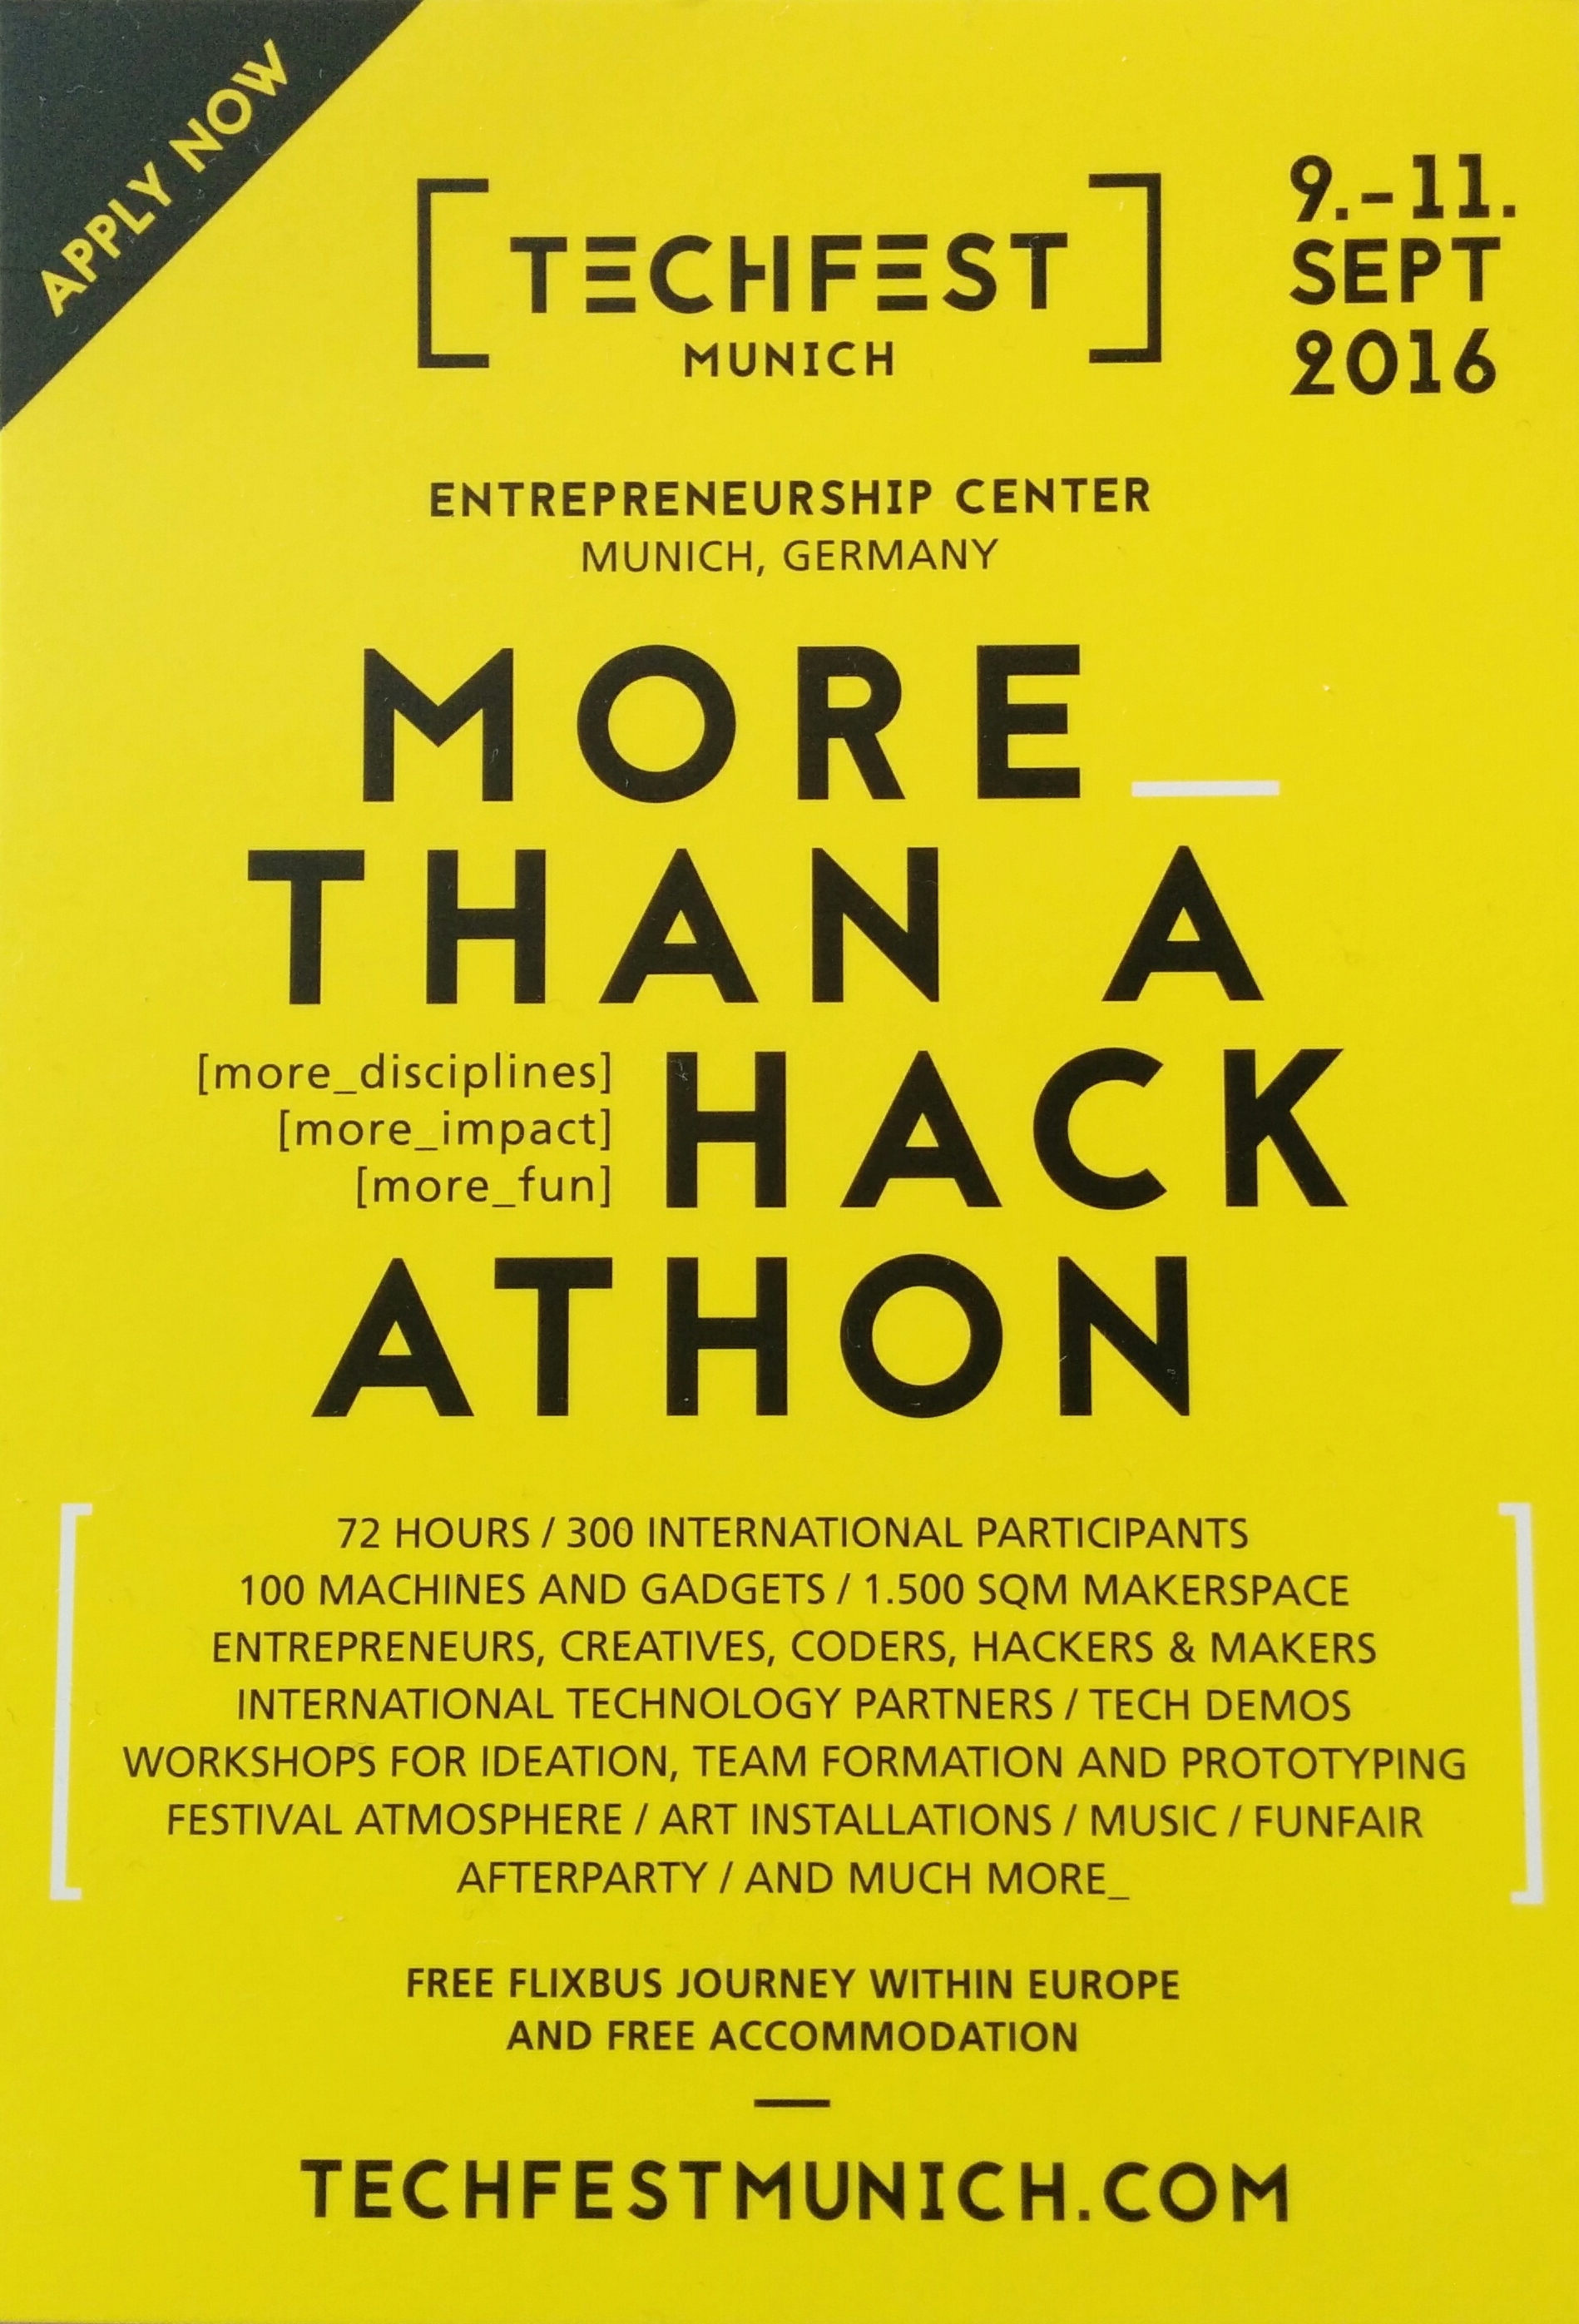 APPLY NOW
[TECHFEST]
MUNICH
9.-11.
SEPT
2016
ENTREPRENEURSHIP CENTER
MUNICH, GERMANY
MORE_
THAN A
[more_disciplines]
[more_impact]
[more_fun]
HACK
ATHON
[72 HOURS / 300 INTERNATIONAL PARTICIPANTS
100 MACHINES AND GADGETS / 1.500 SQM MAKERSPACE
ENTREPRENEURS, CREATIVES, CODERS, HACKERS & MAKERS
INTERNATIONAL TECHNOLOGY PARTNERS / TECH DEMOS
WORKSHOPS FOR IDEATION, TEAM FORMATION AND PROTOTYPING
FESTIVAL ATMOSPHERE / ART INSTALLATIONS / MUSIC / FUNFAIR
AFTERPARTY / AND MUCH MORE_]
FREE FLIXBUS JOURNEY WITHIN EUROPE
AND FREE ACCOMMODATION
—
TECHFESTMUNICH.COM